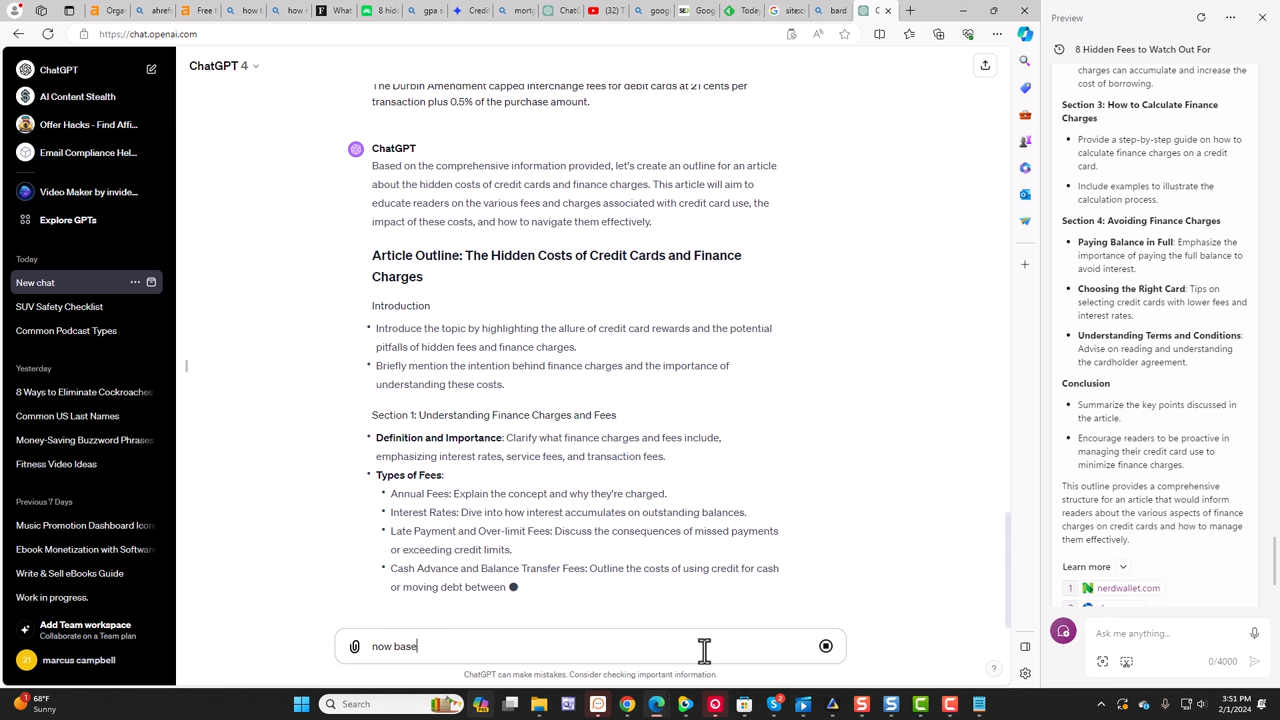 Orga
ahref
Free k
how t
how r
What
8 hid
gpa s
Credi
mort
ChatG
(32) T
goog
Goog
Today
sites:
bard
C
https://chat.openai.com
ChatGPT
AI Content Stealth
Offer Hacks - Find Affi...
Email Compliance Hel...
Video Maker by invide...
Explore GPTs
Today
New chat
SUV Safety Checklist
Common Podcast Types
Yesterday
8 Ways to Eliminate Cockroaches
Common US Last Names
Money-Saving Buzzword Phrases
Fitness Video Ideas
Previous 7 Days
Music Promotion Dashboard Icon
Ebook Monetization with Software
Write & Sell eBooks Guide
Work in progress.
Add Team workspace
Collaborate on a Team plan
21 marcus campbell
ChatGPT 4
The Durbin Amendment capped interchange fees for debit cards at 21 cents per
transaction plus 0.5% of the purchase amount.
ChatGPT
Based on the comprehensive information provided, let's create an outline for an article
about the hidden costs of credit cards and finance charges. This article will aim to
educate readers on the various fees and charges associated with credit card use, the
impact of these costs, and how to navigate them effectively.
Article Outline: The Hidden Costs of Credit Cards and Finance
Charges
Introduction
• Introduce the topic by highlighting the allure of credit card rewards and the potential
pitfalls of hidden fees and finance charges.
• Briefly mention the intention behind finance charges and the importance of
understanding these costs.
Section 1: Understanding Finance Charges and Fees
• Definition and Importance: Clarify what finance charges and fees include,
emphasizing interest rates, service fees, and transaction fees.
• Types of Fees:
• Annual Fees: Explain the concept and why they're charged.
• Interest Rates: Dive into how interest accumulates on outstanding balances.
• Late Payment and Over-limit Fees: Discuss the consequences of missed payments
or exceeding credit limits.
• Cash Advance and Balance Transfer Fees: Outline the costs of using credit for cash
or moving debt between
now base
ChatGPT can make mistakes. Consider checking important information.
?
Preview
8 Hidden Fees to Watch Out For
charges can accumulate and increase the
cost of borrowing.
Section 3: How to Calculate Finance
Charges
• Provide a step-by-step guide on how to
calculate finance charges on a credit
card.
• Include examples to illustrate the
calculation process.
Section 4: Avoiding Finance Charges
• Paying Balance in Full: Emphasize the
importance of paying the full balance to
avoid interest.
• Choosing the Right Card: Tips on
selecting credit cards with lower fees and
interest rates.
• Understanding Terms and Conditions:
Advise on reading and understanding
the cardholder agreement.
Conclusion
• Summarize the key points discussed in
the article.
• Encourage readers to be proactive in
managing their credit card use to
minimize finance charges.
This outline provides a comprehensive
structure for an article that would inform
readers about the various aspects of finance
charges on credit cards and how to manage
them effectively.
Learn more
1 nerdwallet.com
Ask me anything...
0/4000
68°F
Sunny
Search
3:51 PM
2/1/2024